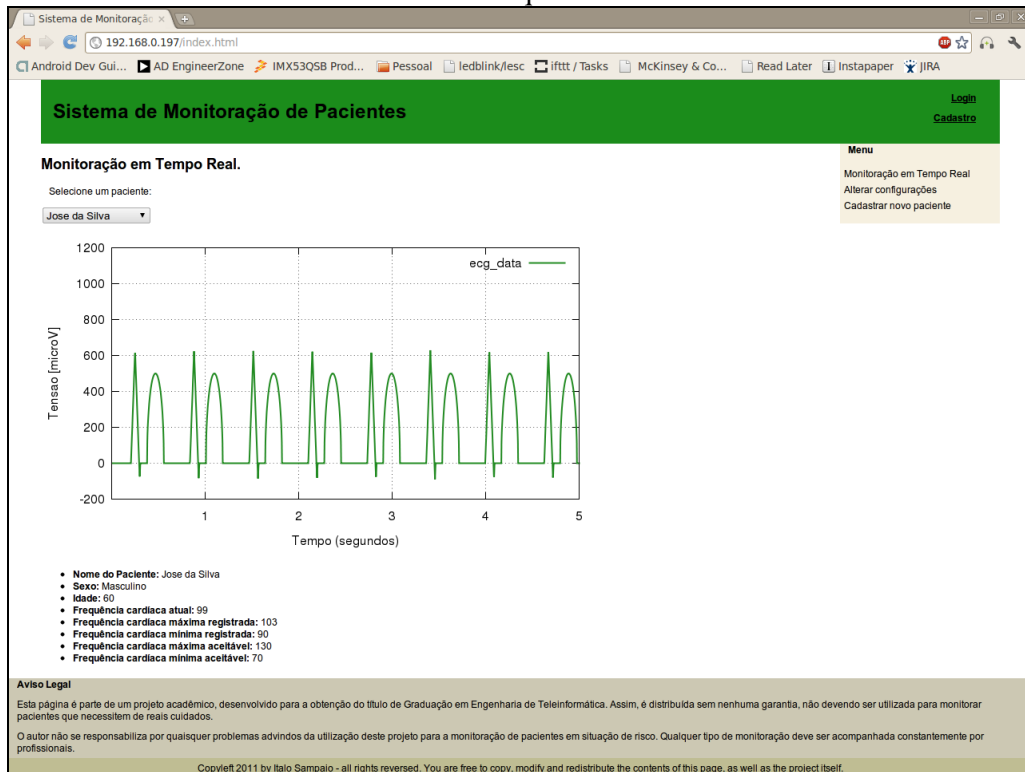 Sistema de Monitoração
192.168.0.197/index.html
Android Dev Gui... AD EngineerZone IMX53QSB Prod... Pessoal ledblink/lesc ifttt / Tasks McKinsey & Co... Read Later Instapaper JIRA
Sistema de Monitoração de Pacientes
Login
Cadastro
Menu
Monitoração em Tempo Real
Alterar configurações
Cadastrar novo paciente
Monitoração em Tempo Real.
Selecione um paciente:
Jose da Silva
1200
1000
800
600
400
200
0
-200
Tensao [microV]
ecg_data
1 2 3 4 5
Tempo (segundos)
Nome do Paciente: Jose da Silva
Sexo: Masculino
Idade: 60
Frequência cardiaca atual: 99
Frequência cardiaca máxima registrada: 103
Frequência cardiaca mínima registrada: 90
Frequência cardiaca máxima aceitável: 130
Frequência cardiaca mínima aceitável: 70
Aviso Legal
Esta página é parte de um projeto acadêmico, desenvolvido para a obtenção do título de Graduação em Engenharia de Teleinformática. Assim, é distribuída sem nenhuma garantia, não devendo ser utilizada para monitorar
pacientes que necessitem de reais cuidados.
O autor não se responsabiliza por quaisquer problemas advindos da utilização deste projeto para a monitoração de pacientes em situação de risco. Qualquer tipo de monitoração deve ser acompanhada constantemente por
profissionais.
Copyleft 2011 by Italo Sampaio - all rights reversed. You are free to copy, modify and redistribute the contents of this page, as well as the project itself.